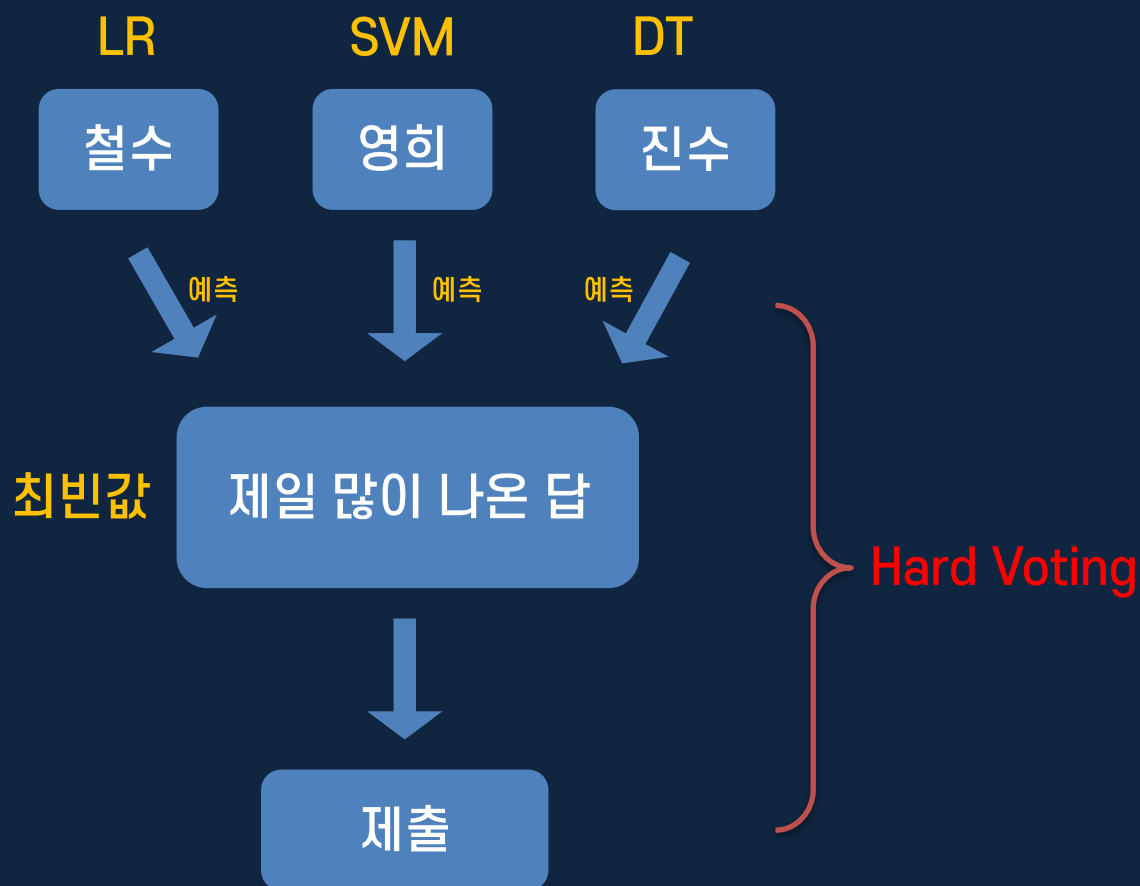 LR
SVM
DT
철수
영희
진수
예측
예측
예측
최빈값
제일 많이 나온 답
Hard Voting
제출